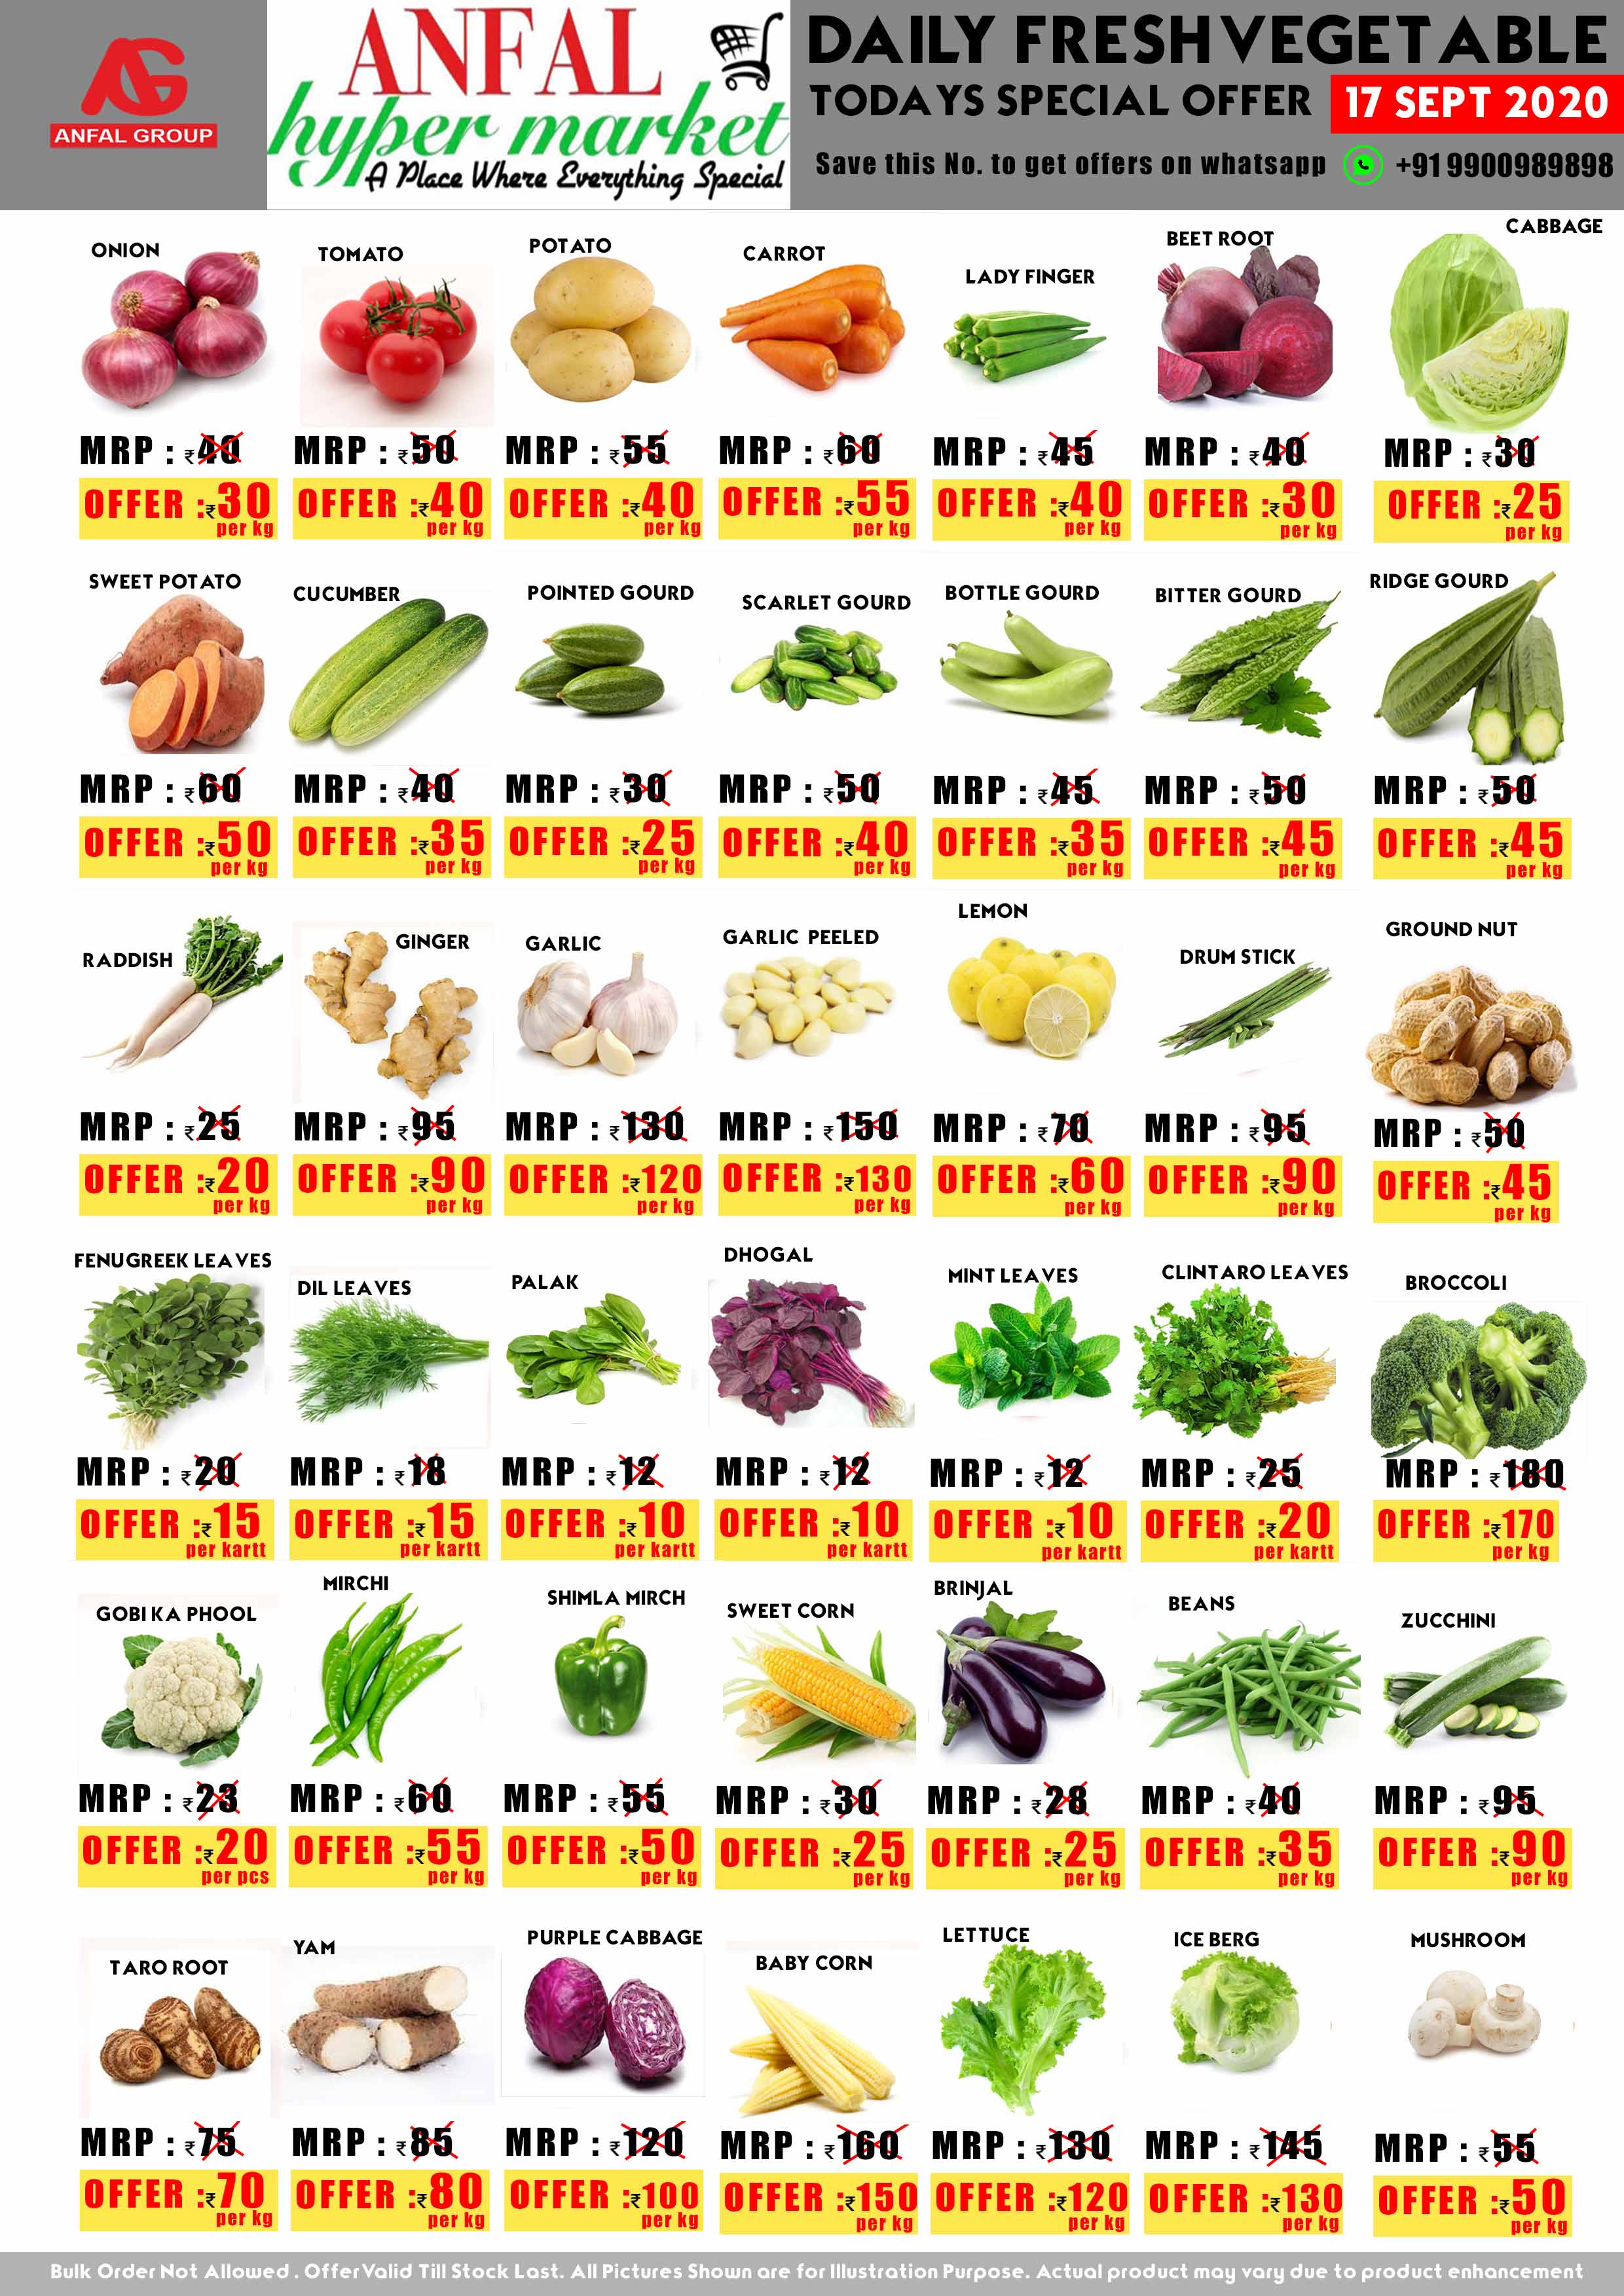 AG
ANFAL GROUP
ANFAL
hyper market
A Place Where Everything Special
DAILY FRESH VEGETABLE
TODAYS SPECIAL OFFER 17 SEPT 2020
Save this No. to get offers on whatsapp +91 9900989898
ONION
MRP : ₹40
OFFER :₹30
per kg
TOMATO
MRP : ₹50
OFFER :₹40
per kg
POTATO
MRP : ₹55
OFFER :₹40
per kg
CARROT
MRP : ₹60
OFFER :₹55
per kg
LADY FINGER
MRP : ₹45
OFFER :₹40
per kg
BEET ROOT
MRP : ₹40
OFFER :₹30
per kg
CABBAGE
MRP : ₹30
OFFER :₹25
per kg
SWEET POTATO
MRP : ₹60
OFFER :₹50
per kg
CUCUMBER
MRP : ₹40
OFFER :₹35
per kg
POINTED GOURD
MRP : ₹30
OFFER :₹25
per kg
SCARLET GOURD
MRP : ₹50
OFFER :₹40
per kg
BOTTLE GOURD
MRP : ₹45
OFFER :₹35
per kg
BITTER GOURD
MRP : ₹50
OFFER :₹45
per kg
RIDGE GOURD
MRP : ₹50
OFFER :₹45
per kg
RADDISH
MRP : ₹25
OFFER :₹20
per kg
GINGER
MRP : ₹95
OFFER :₹90
per kg
GARLIC
MRP : ₹130
OFFER :₹120
per kg
GARLIC PEELED
MRP : ₹150
OFFER :₹130
per kg
LEMON
MRP : ₹70
OFFER :₹60
per kg
DRUM STICK
MRP : ₹95
OFFER :₹90
per kg
GROUND NUT
MRP : ₹50
OFFER :₹45
per kg
FENUGREEK LEAVES
MRP : ₹20
OFFER :₹15
per kartt
DIL LEAVES
MRP : ₹18
OFFER :₹15
per kartt
PALAK
MRP : ₹12
OFFER :₹10
per kartt
DHOGAL
MRP : ₹12
OFFER :₹10
per kartt
MINT LEAVES
MRP : ₹12
OFFER :₹10
per kartt
CLINTARO LEAVES
MRP : ₹25
OFFER :₹20
per kartt
BROCCOLI
MRP : ₹180
OFFER :₹170
per kg
GOBI KA PHOOL
MRP : ₹23
OFFER :₹20
per pcs
MIRCHI
MRP : ₹60
OFFER :₹55
per kg
SHIMLA MIRCH
MRP : ₹55
OFFER :₹50
per kg
SWEET CORN
MRP : ₹30
OFFER :₹25
per kg
BRINJAL
MRP : ₹28
OFFER :₹25
per kg
BEANS
MRP : ₹40
OFFER :₹35
per kg
ZUCCHINI
MRP : ₹95
OFFER :₹90
per kg
TARO ROOT
MRP : ₹75
OFFER :₹70
per kg
YAM
MRP : ₹85
OFFER :₹80
per kg
PURPLE CABBAGE
MRP : ₹120
OFFER :₹100
per kg
BABY CORN
MRP : ₹160
OFFER :₹150
per kg
LETTUCE
MRP : ₹130
OFFER :₹120
per kg
ICE BERG
MRP : ₹145
OFFER :₹130
per kg
MUSHROOM
MRP : ₹55
OFFER :₹50
per kg
Bulk Order Not Allowed . Offer Valid Till Stock Last. All Pictures Shown are for Illustration Purpose. Actual product may vary due to product enhancement